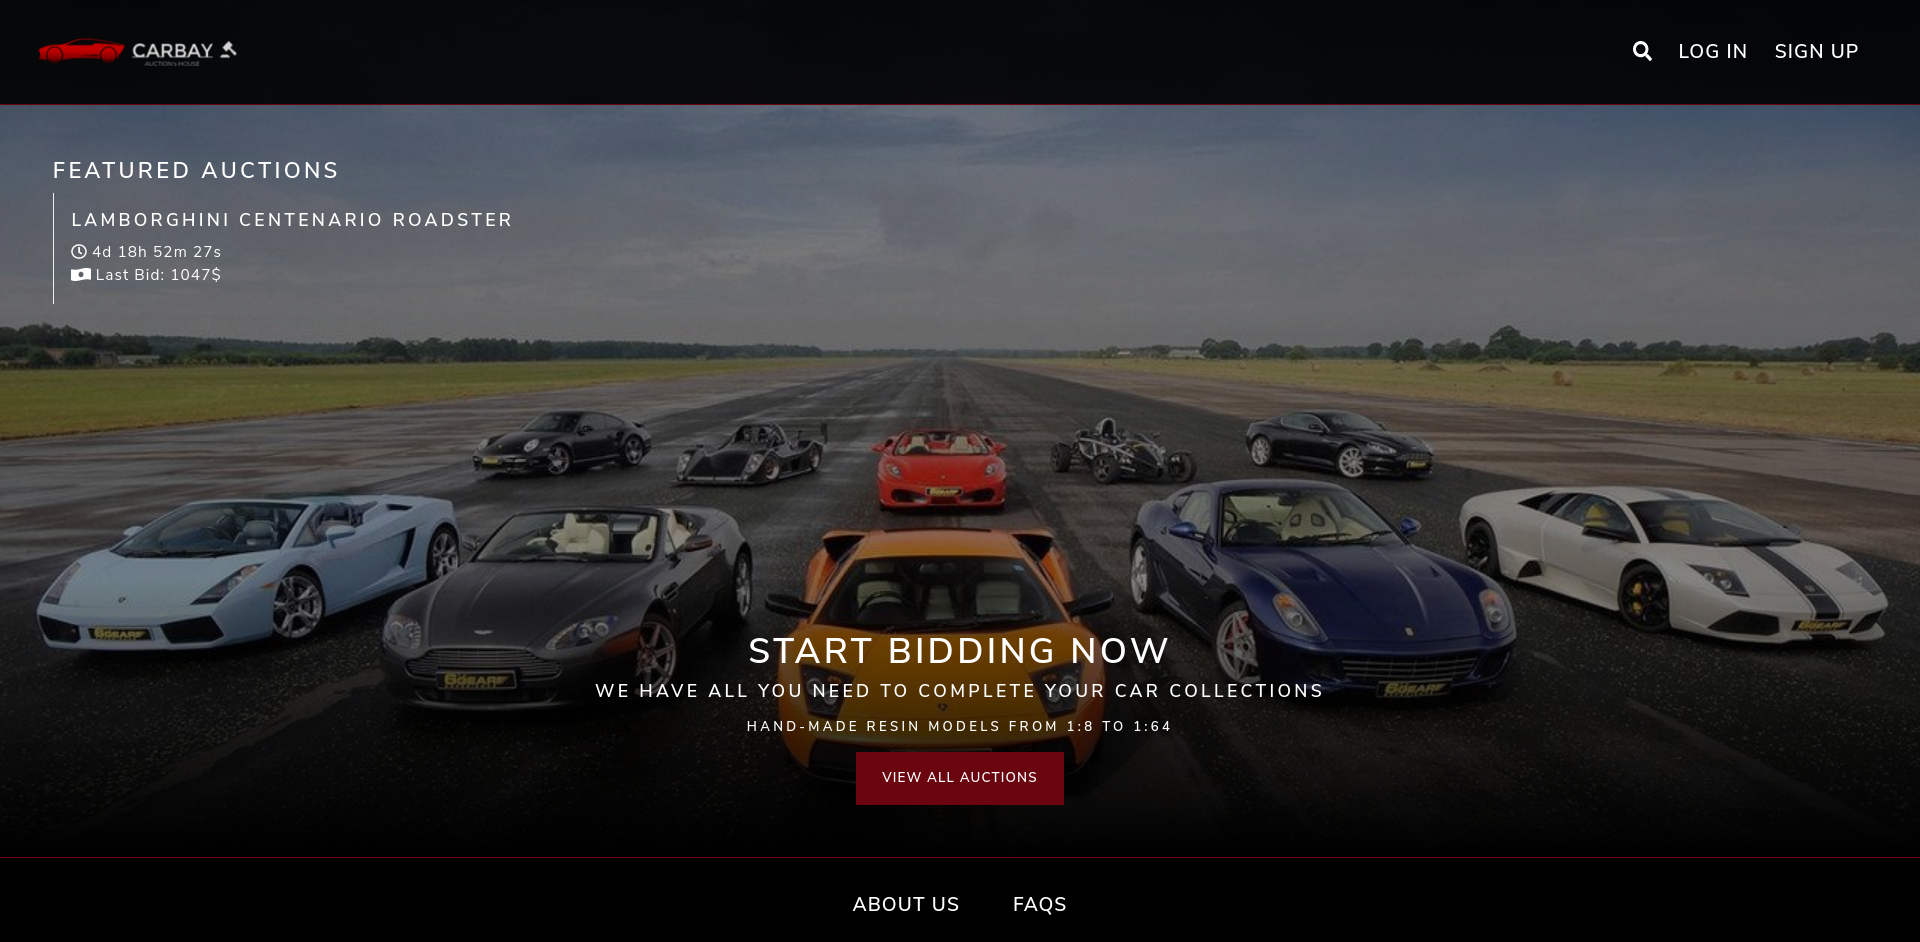 CARBAY
AUCTION's HOUSE
LOG IN
SIGN UP
FEATURED AUCTIONS
LAMBORGHINI CENTENARIO ROADSTER
4d 18h 52m 27s
Last Bid: 1047$
START BIDDING NOW
WE HAVE ALL YOU NEED TO COMPLETE YOUR CAR COLLECTIONS
HAND-MADE RESIN MODELS FROM 1:8 TO 1:64
VIEW ALL AUCTIONS
ABOUT US
FAQS